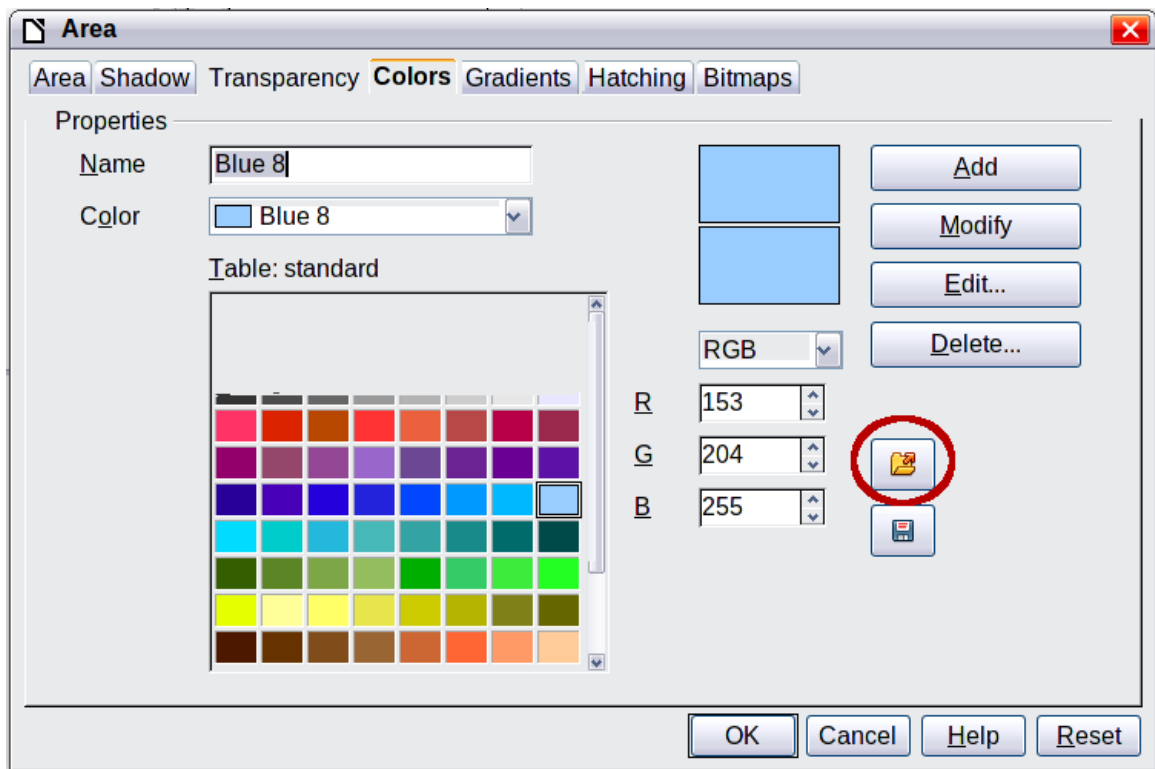 Area
Area Shadow Transparency Colors Gradients Hatching Bitmaps
Properties
Name Blue 8 Add
Color Blue 8 Modify
Table: standard Edit...
RGB Delete...
R 153
G 204
B 255
OK Cancel Help Reset